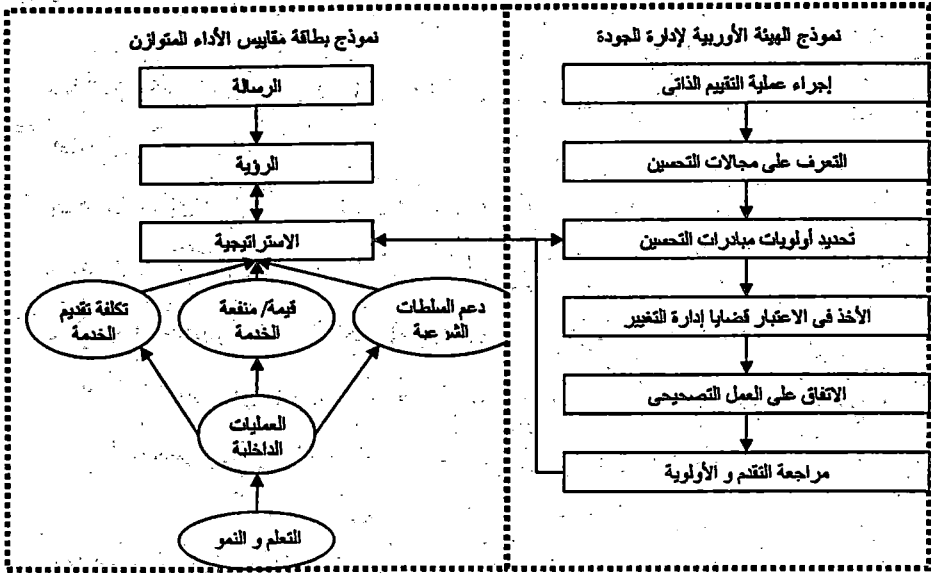 نموذج الهيئة الأوربية لإدارة الجودة
إجراء عملية التقييم الذاتى
التعرف على مجالات التحسين
تحديد أولويات مبادرات التحسين
الأخذ فى الاعتبار قضايا إدارة التغيير
الاتفاق على العمل التصحيحى
مراجعة التقدم و الأولوية
نموذج بطاقة مقاييس الأداء المتوازن
الرسالة
الرؤية
الاستراتيجية
دعم السلطات
الشرعية
قيمة/ منفعة
الخدمة
تكلفة تقديم
الخدمة
العمليات
الداخلية
التعلم و النمو